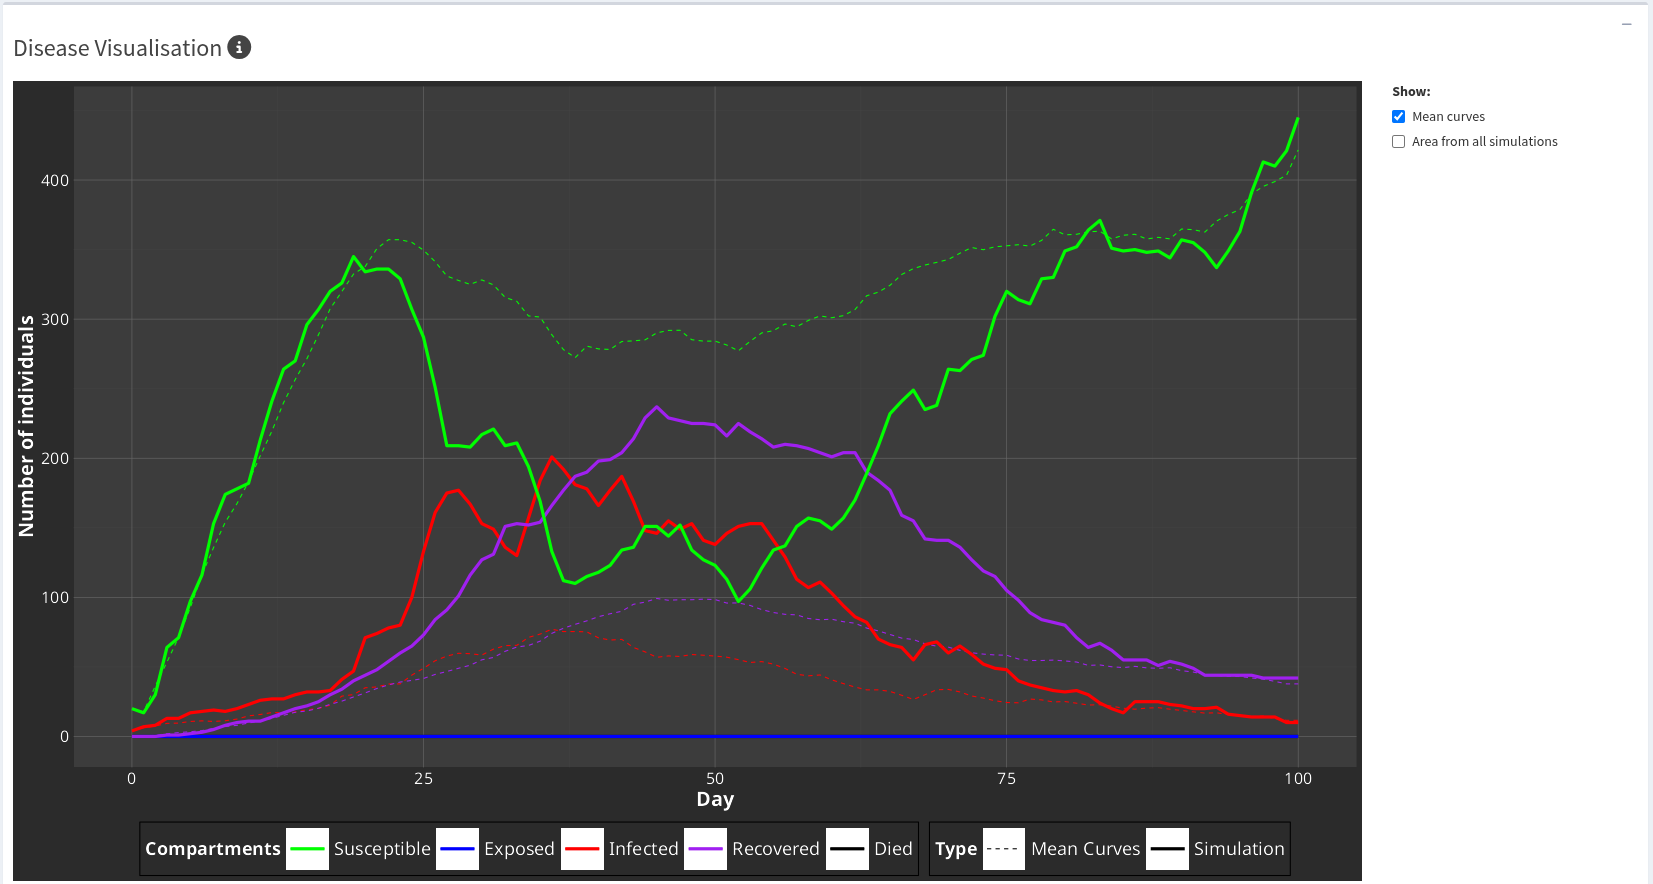 Disease Visualisation
Show:
Mean curves
Area from all simulations
Number of individuals
400
300
200
100
0
0 25 50 75 100
Day
Compartments Susceptible Exposed Infected Recovered Died Type Mean Curves Simulation